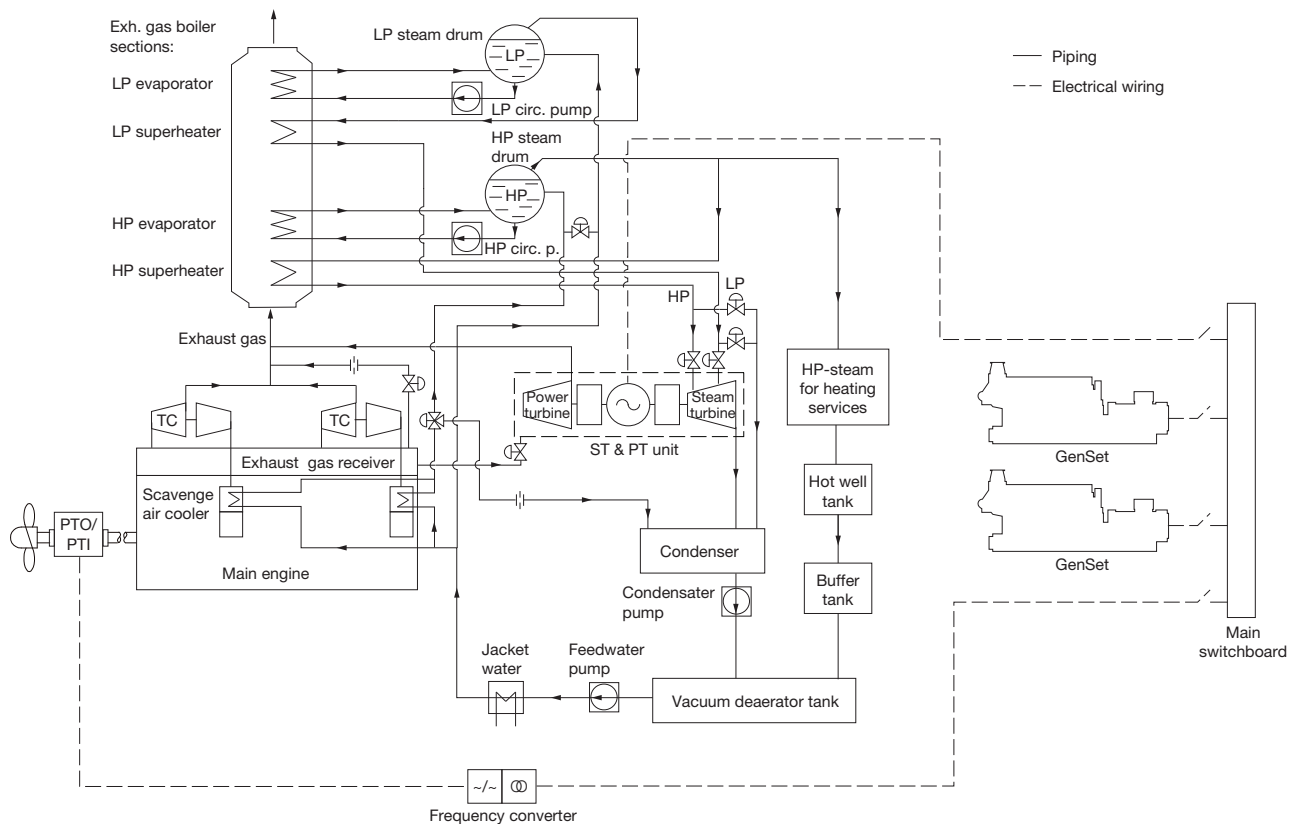 Exh. gas boiler
sections:
LP evaporator
LP superheater
HP evaporator
HP superheater
LP steam drum
LP
LP circ. pump
HP steam
drum
HP
HP circ. p.
Piping
Electrical wiring
Exhaust gas
HP
LP
TC
TC
Exhaust gas receiver
Scavenge
air cooler
Main engine
PTO/
PTI
Power
turbine
~
Steam
turbine
ST & PT unit
HP-steam
for heating
services
Hot well
tank
Buffer
tank
Condenser
Condensater
pump
Jacket
water
Feedwater
pump
Vacuum deaerator tank
GenSet
GenSet
Main
switchboard
~/~
Frequency converter